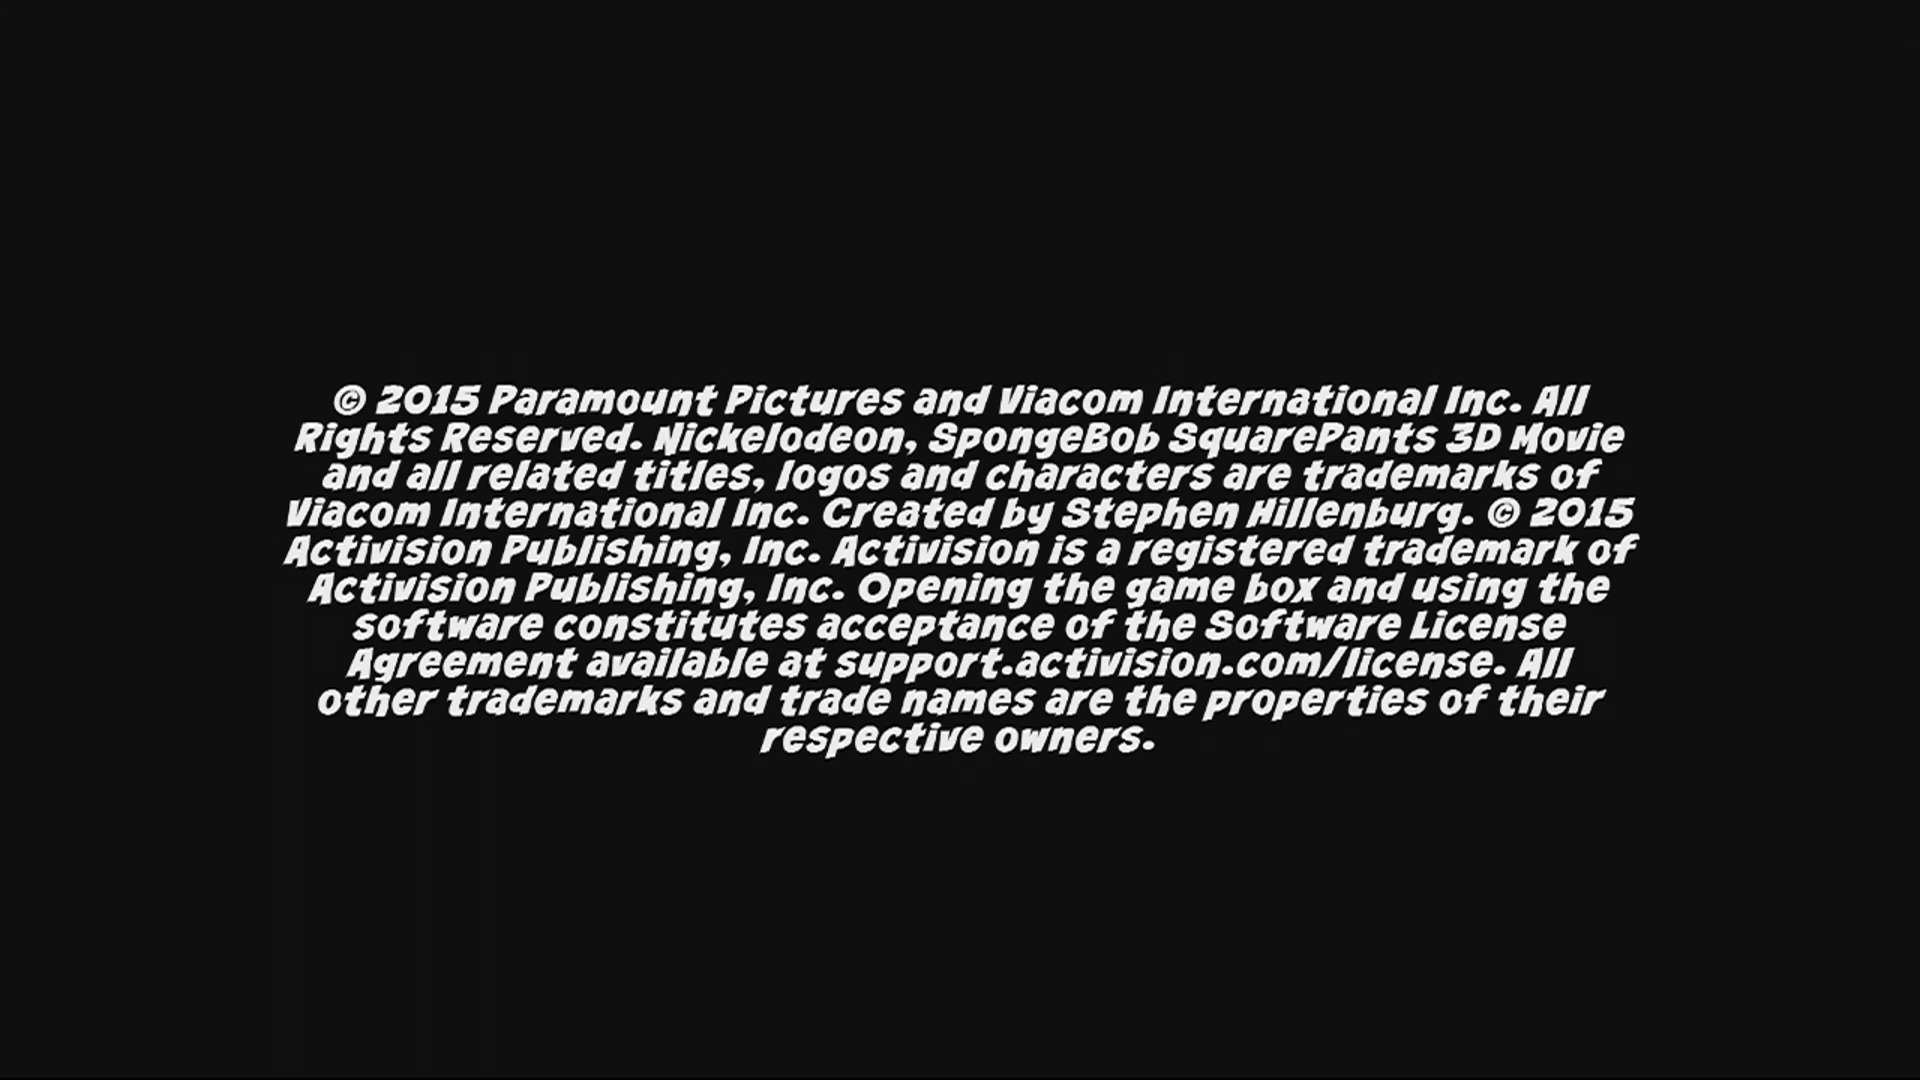 © 2015 Paramount Pictures and Viacom International Inc. All
Rights Reserved. Nickelodeon, SpongeBob SquarePants 3D Movie
and all related titles, logos and characters are trademarks of
Viacom International Inc. Created by Stephen Hillenburg. © 2015
Activision Publishing, Inc. Activision is a registered trademark of
Activision Publishing, Inc. Opening the game box and using the
software constitutes acceptance of the Software License
Agreement available at support.activision.com/license. All
other trademarks and trade names are the properties of their
respective owners.